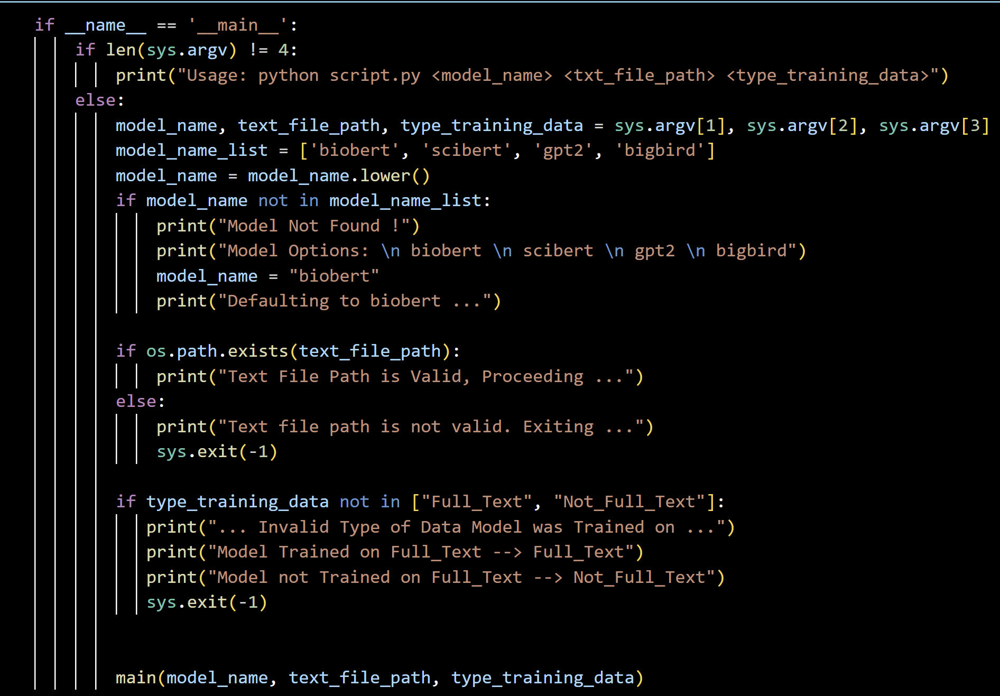 if __name__ == '__main__':
    if len(sys.argv) != 4:
        print("Usage: python script.py <model_name> <txt_file_path> <type_training_data>")
    else:
        model_name, text_file_path, type_training_data = sys.argv[1], sys.argv[2], sys.argv[3]
        model_name_list = ['biobert', 'scibert', 'gpt2', 'bigbird']
        model_name = model_name.lower()
        if model_name not in model_name_list:
            print("Model Not Found !")
            print("Model Options: \n biobert \n scibert \n gpt2 \n bigbird")
            model_name = "biobert"
            print("Defaulting to biobert ...")

        if os.path.exists(text_file_path):
            print("Text File Path is Valid, Proceeding ...")
        else:
            print("Text file path is not valid. Exiting ...")
            sys.exit(-1)

        if type_training_data not in ["Full_Text", "Not_Full_Text"]:
           print("... Invalid Type of Data Model was Trained on ...")
           print("Model Trained on Full_Text --> Full_Text")
           print("Model not Trained on Full_Text --> Not_Full_Text")
           sys.exit(-1)


        main(model_name, text_file_path, type_training_data)